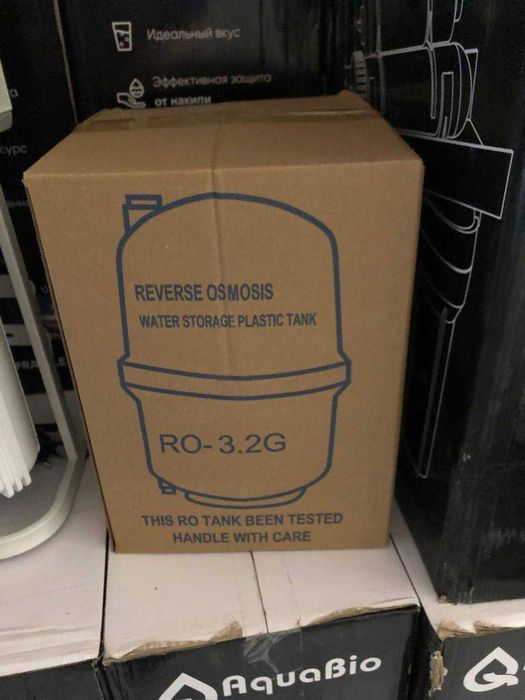 Идеальный вкус
Эффективная защита
от накипи
REVERSE OSMOSIS
WATER STORAGE PLASTIC TANK
RO-3.2G
THIS RO TANK BEEN TESTED
HANDLE WITH CARE
AquaBio